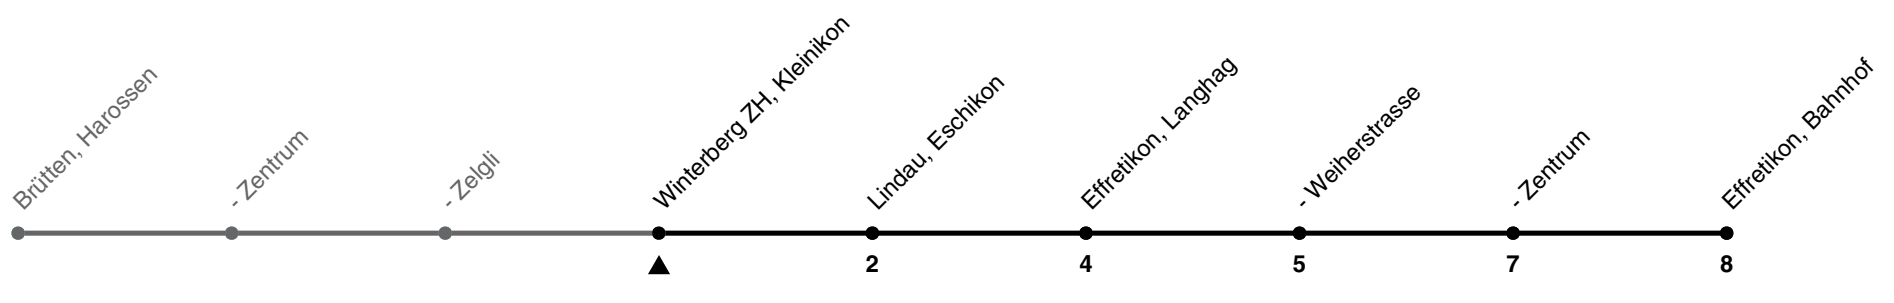 Brütten, Harossen
- Zentrum
- Zelgli
Winterberg ZH, Kleinikon
Lindau, Eschikon
Effretikon, Langhag
- Weiherstrasse
- Zentrum
Effretikon, Bahnhof
2
4
5
7
8